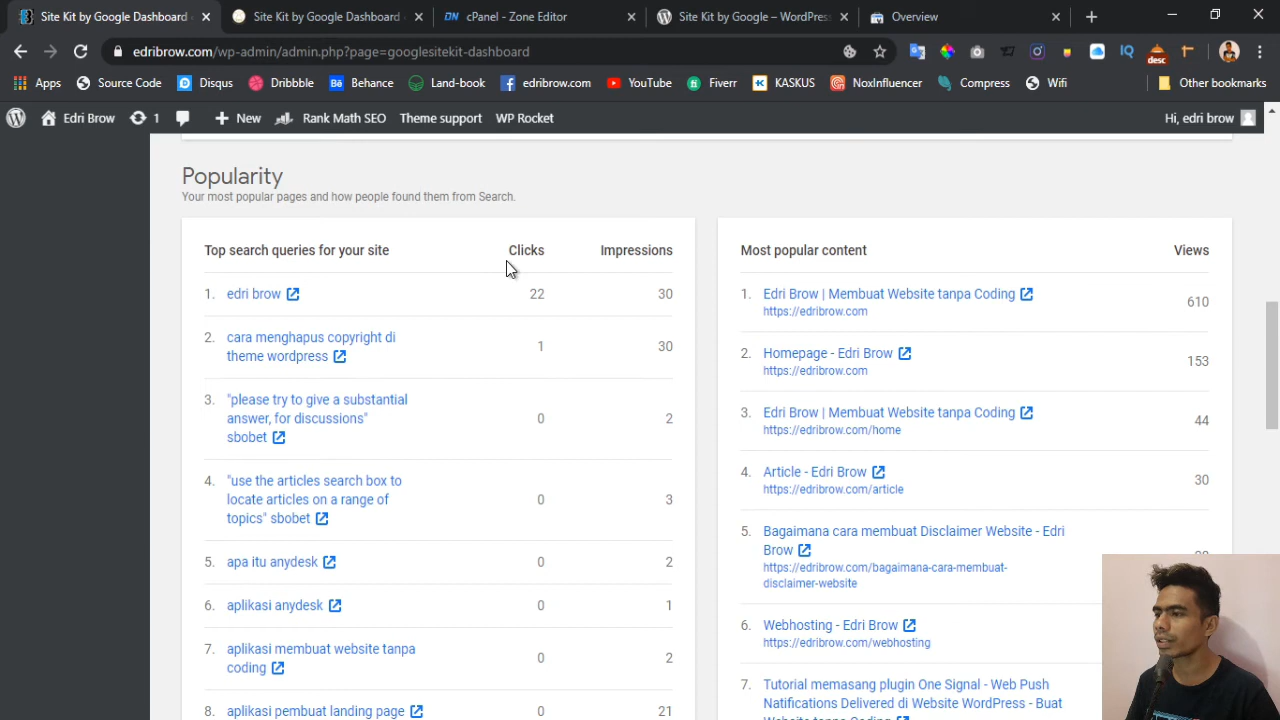 Site Kit by Google Dashboard
Site Kit by Google Dashboard
cPanel - Zone Editor
Site Kit by Google – WordPress
Overview
edribrow.com/wp-admin/admin.php?page=googlesitekit-dashboard
desc
Apps
Source Code
Disqus
Dribbble
Behance
Land-book
edribrow.com
YouTube
Fiverr
KASKUS
NoxInfluencer
Compress
Wifi
Other bookmarks
Edri Brow
1
New
Rank Math SEO
Theme support
WP Rocket
Hi, edri brow
Popularity
Your most popular pages and how people found them from Search.
Top search queries for your site Clicks Impressions
1. edri brow 22 30
2. cara menghapus copyright di
theme wordpress 1 30
3. "please try to give a substantial
answer, for discussions" 0 2
sbobet
4. "use the articles search box to
locate articles on a range of 0 3
topics" sbobet
5. apa itu anydesk 0 2
6. aplikasi anydesk 0 1
7. aplikasi membuat website tanpa
coding 0 2
8. aplikasi pembuat landing page 0 21
Most popular content Views
1. Edri Brow | Membuat Website tanpa Coding 610
https://edribrow.com
2. Homepage - Edri Brow 153
https://edribrow.com
3. Edri Brow | Membuat Website tanpa Coding 44
https://edribrow.com/home
4. Article - Edri Brow 30
https://edribrow.com/article
5. Bagaimana cara membuat Disclaimer Website - Edri
Brow
https://edribrow.com/bagaimana-cara-membuat-
disclaimer-website
6. Webhosting - Edri Brow
https://edribrow.com/webhosting
7. Tutorial memasang plugin One Signal - Web Push
Notifications Delivered di Website WordPress - Buat
Website tanpa Coding